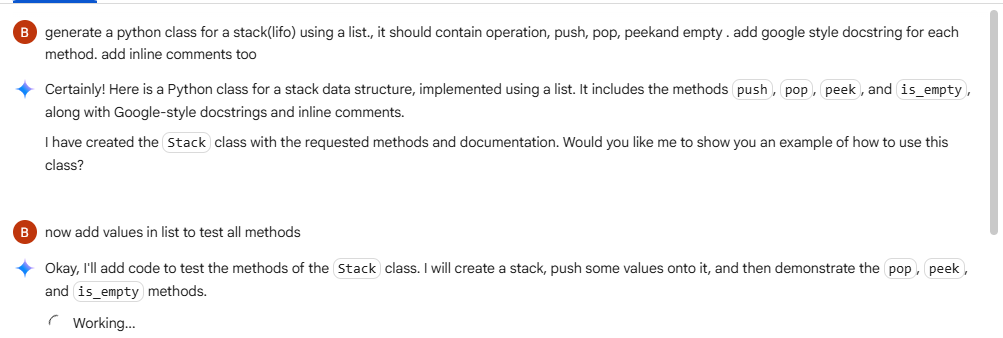 B generate a python class for a stack(lifo) using a list., it should contain operation, push, pop, peekand empty . add google style docstring for each
method. add inline comments too
Certainly! Here is a Python class for a stack data structure, implemented using a list. It includes the methods push, pop, peek, and is_empty,
along with Google-style docstrings and inline comments.
I have created the Stack class with the requested methods and documentation. Would you like me to show you an example of how to use this
class?
B now add values in list to test all methods
Okay, I'll add code to test the methods of the Stack class. I will create a stack, push some values onto it, and then demonstrate the pop, peek,
and is_empty methods.
Working...